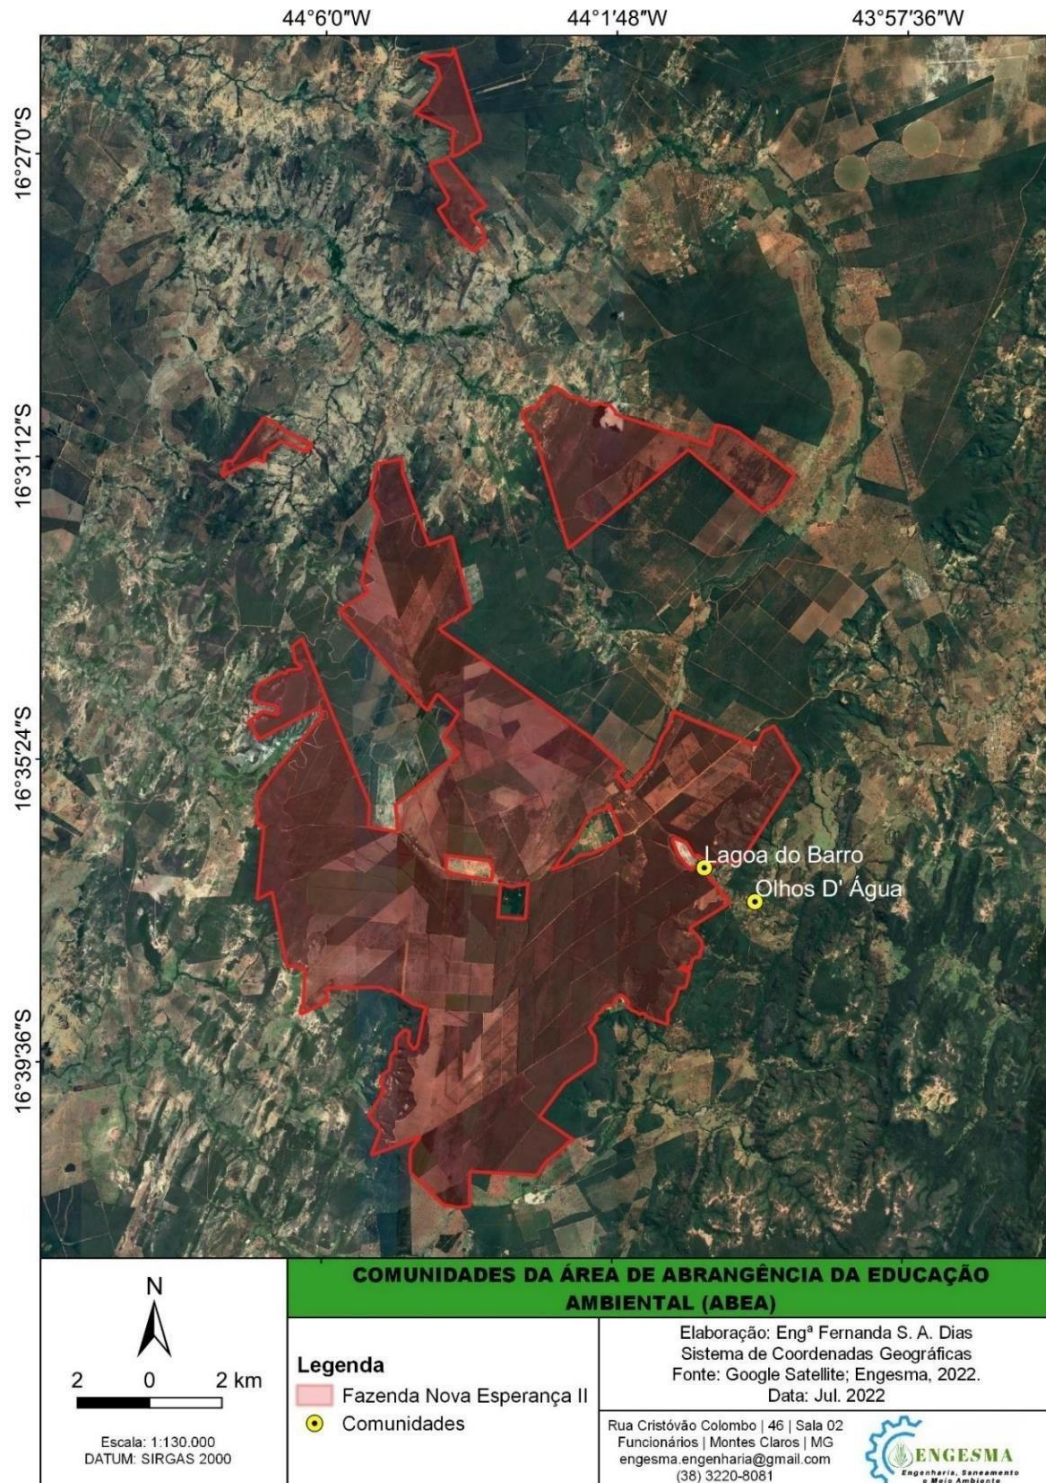 44°6'0"W 44°1'48"W 43°57'36"W
16°27'0"S
16°31'12"S
16°35'24"S
16°39'36"S
Lagoa do Barro
Olhos D' Água
N
2 0 2 km
Escala: 1:130.000
DATUM: SIRGAS 2000
COMUNIDADES DA ÁREA DE ABRANGÊNCIA DA EDUCAÇÃO
AMBIENTAL (ABEA)
Legenda
Fazenda Nova Esperança II
Comunidades
Elaboração: Engª Fernanda S. A. Dias
Sistema de Coordenadas Geográficas
Fonte: Google Satellite; Engesma, 2022.
Data: Jul. 2022
Rua Cristóvão Colombo | 46 | Sala 02
Funcionários | Montes Claros | MG
engesma.engenharia@gmail.com
(38) 3220-8081
ENGESMA
Engenharia, Saneamento
e Meio Ambiente